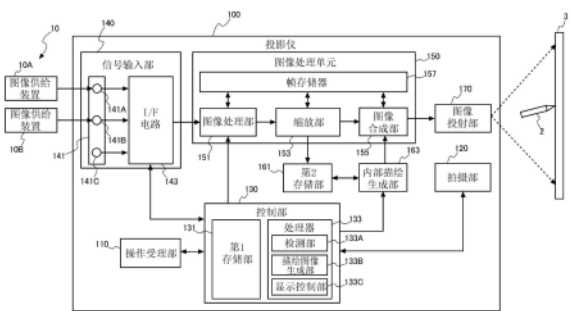 10
100
3
140
投影仪
10A
信号输入部
图像处理单元
150
图像供给
装置
帧存储器
157
141A
I/F
电路
图像处理部
缩放部
图像
合成部
170
图像
投射部
图像供给
装置
141B
151
153
155
2
10B
141
141C
143
161
第2
存储部
163
内部描绘
生成部
120
拍摄部
130
控制部
131
133
处理器
第1
存储部
133A
检测部
110
操作受理部
133B
描绘图像
生成部
133C
显示控制部